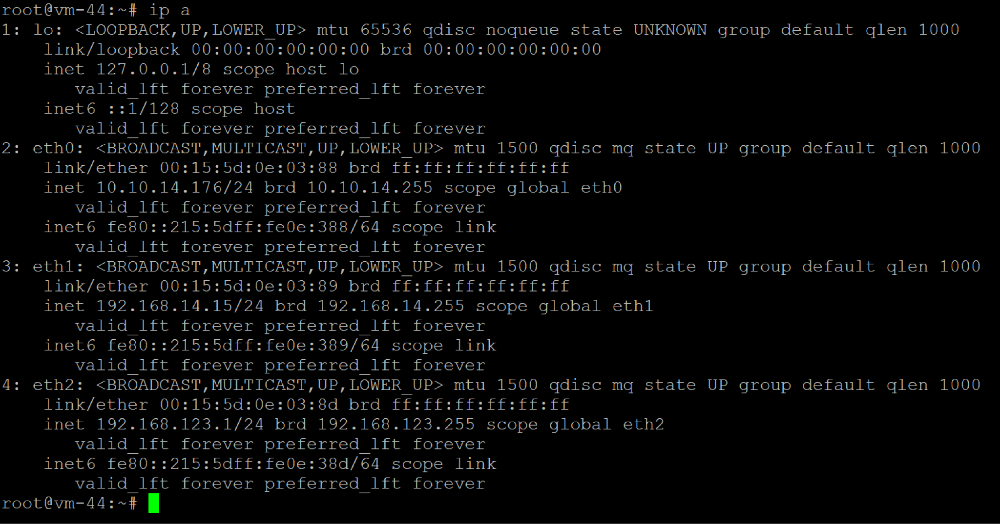 root@vm-44:~# ip a
1: lo: <LOOPBACK,UP,LOWER_UP> mtu 65536 qdisc noqueue state UNKNOWN group default qlen 1000
    link/loopback 00:00:00:00:00:00 brd 00:00:00:00:00:00
    inet 127.0.0.1/8 scope host lo
       valid_lft forever preferred_lft forever
    inet6 ::1/128 scope host
       valid_lft forever preferred_lft forever
2: eth0: <BROADCAST,MULTICAST,UP,LOWER_UP> mtu 1500 qdisc mq state UP group default qlen 1000
    link/ether 00:15:5d:0e:03:88 brd ff:ff:ff:ff:ff:ff
    inet 10.10.14.176/24 brd 10.10.14.255 scope global eth0
       valid_lft forever preferred_lft forever
    inet6 fe80::215:5dff:fe0e:388/64 scope link
       valid_lft forever preferred_lft forever
3: eth1: <BROADCAST,MULTICAST,UP,LOWER_UP> mtu 1500 qdisc mq state UP group default qlen 1000
    link/ether 00:15:5d:0e:03:89 brd ff:ff:ff:ff:ff:ff
    inet 192.168.14.15/24 brd 192.168.14.255 scope global eth1
       valid_lft forever preferred_lft forever
    inet6 fe80::215:5dff:fe0e:389/64 scope link
       valid_lft forever preferred_lft forever
4: eth2: <BROADCAST,MULTICAST,UP,LOWER_UP> mtu 1500 qdisc mq state UP group default qlen 1000
    link/ether 00:15:5d:0e:03:8d brd ff:ff:ff:ff:ff:ff
    inet 192.168.123.1/24 brd 192.168.123.255 scope global eth2
       valid_lft forever preferred_lft forever
    inet6 fe80::215:5dff:fe0e:38d/64 scope link
       valid_lft forever preferred_lft forever
root@vm-44:~#